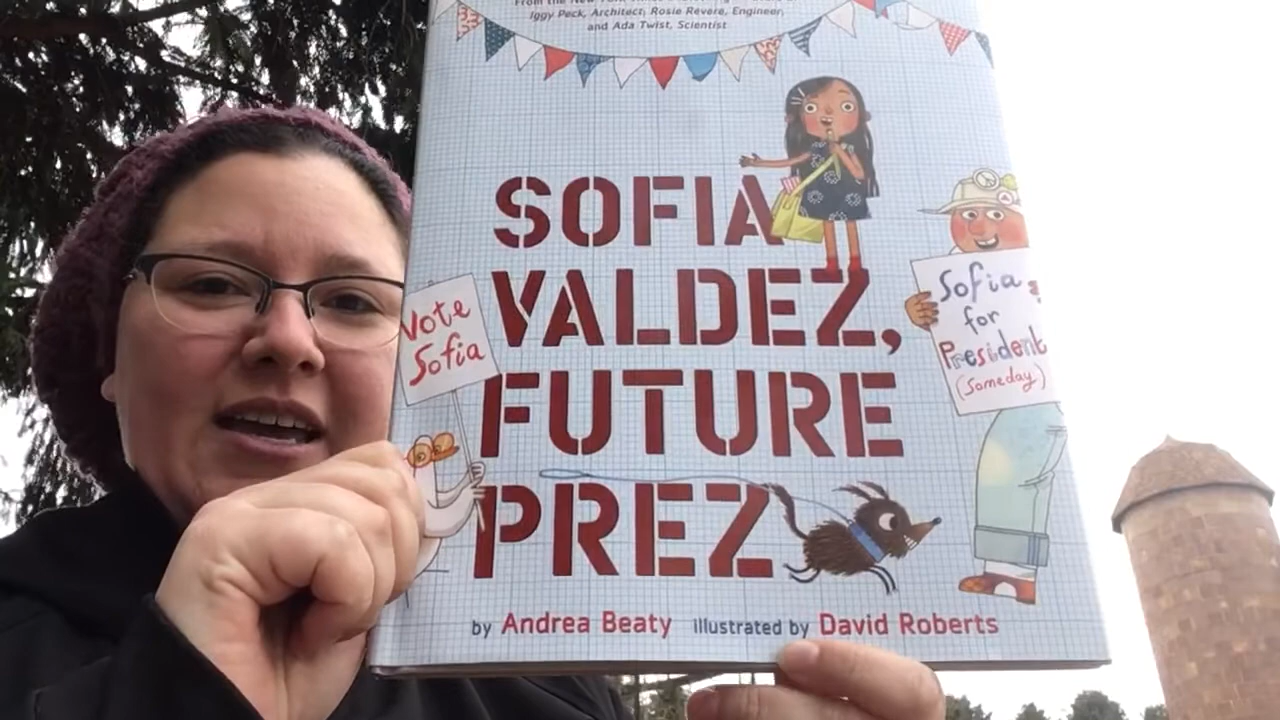 Iggy Peck, Architect, Rosie Revere, Engineer,
and Ada Twist, Scientist
SOFIA
VALDEZ,
FUTURE
PREZ
Vote
Sofia
Sofia
for
President
(Someday)
by Andrea Beaty illustrated by David Roberts